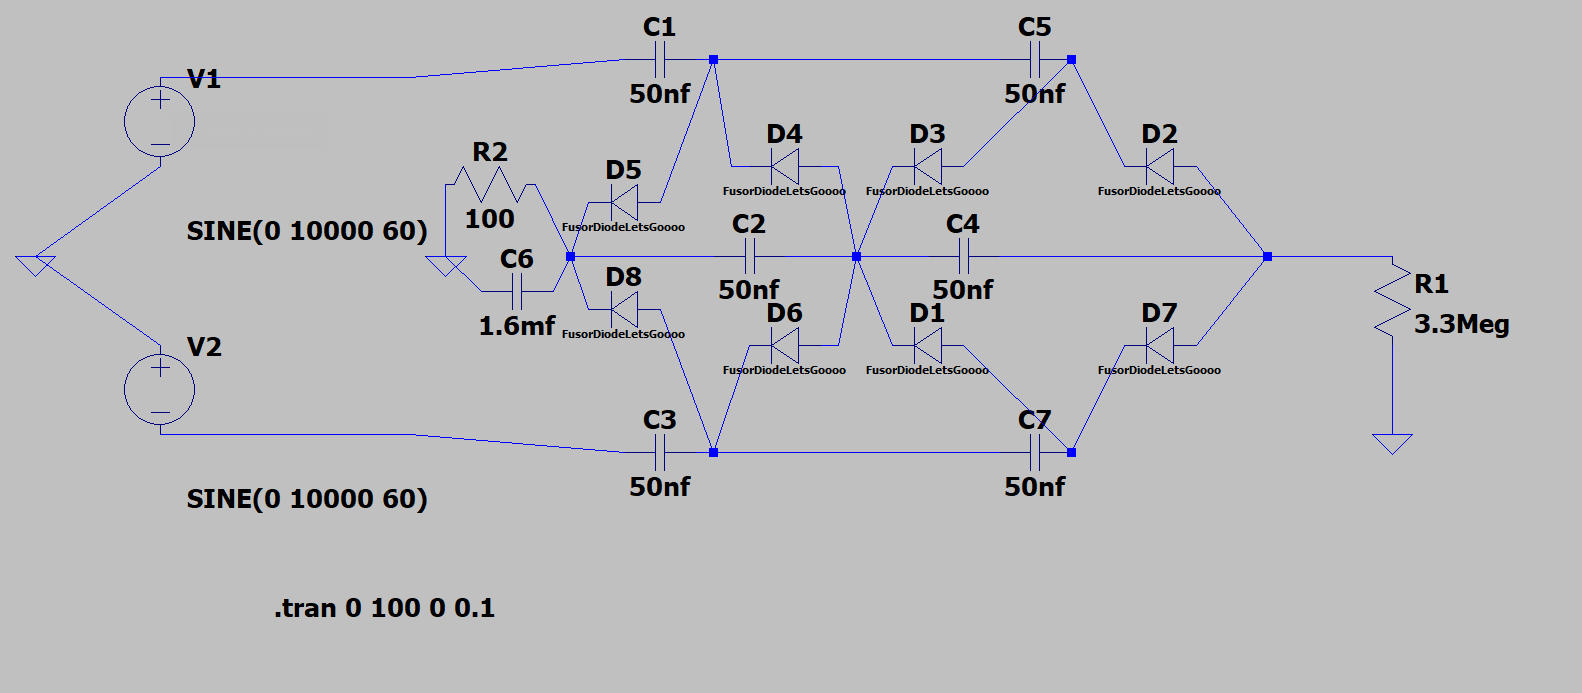 C1
C5
V1
50nf
50nf
D4
D3
D2
R2
D5
FusorDiodeLetsGoooo
FusorDiodeLetsGoooo
FusorDiodeLetsGoooo
100
SINE(0 10000 60)
FusorDiodeLetsGoooo
C2
C4
C6
D8
50nf
50nf
R1
1.6mf
FusorDiodeLetsGoooo
D6
D1
D7
3.3Meg
V2
FusorDiodeLetsGoooo
FusorDiodeLetsGoooo
FusorDiodeLetsGoooo
C3
C7
50nf
50nf
SINE(0 10000 60)
.tran 0 100 0 0.1